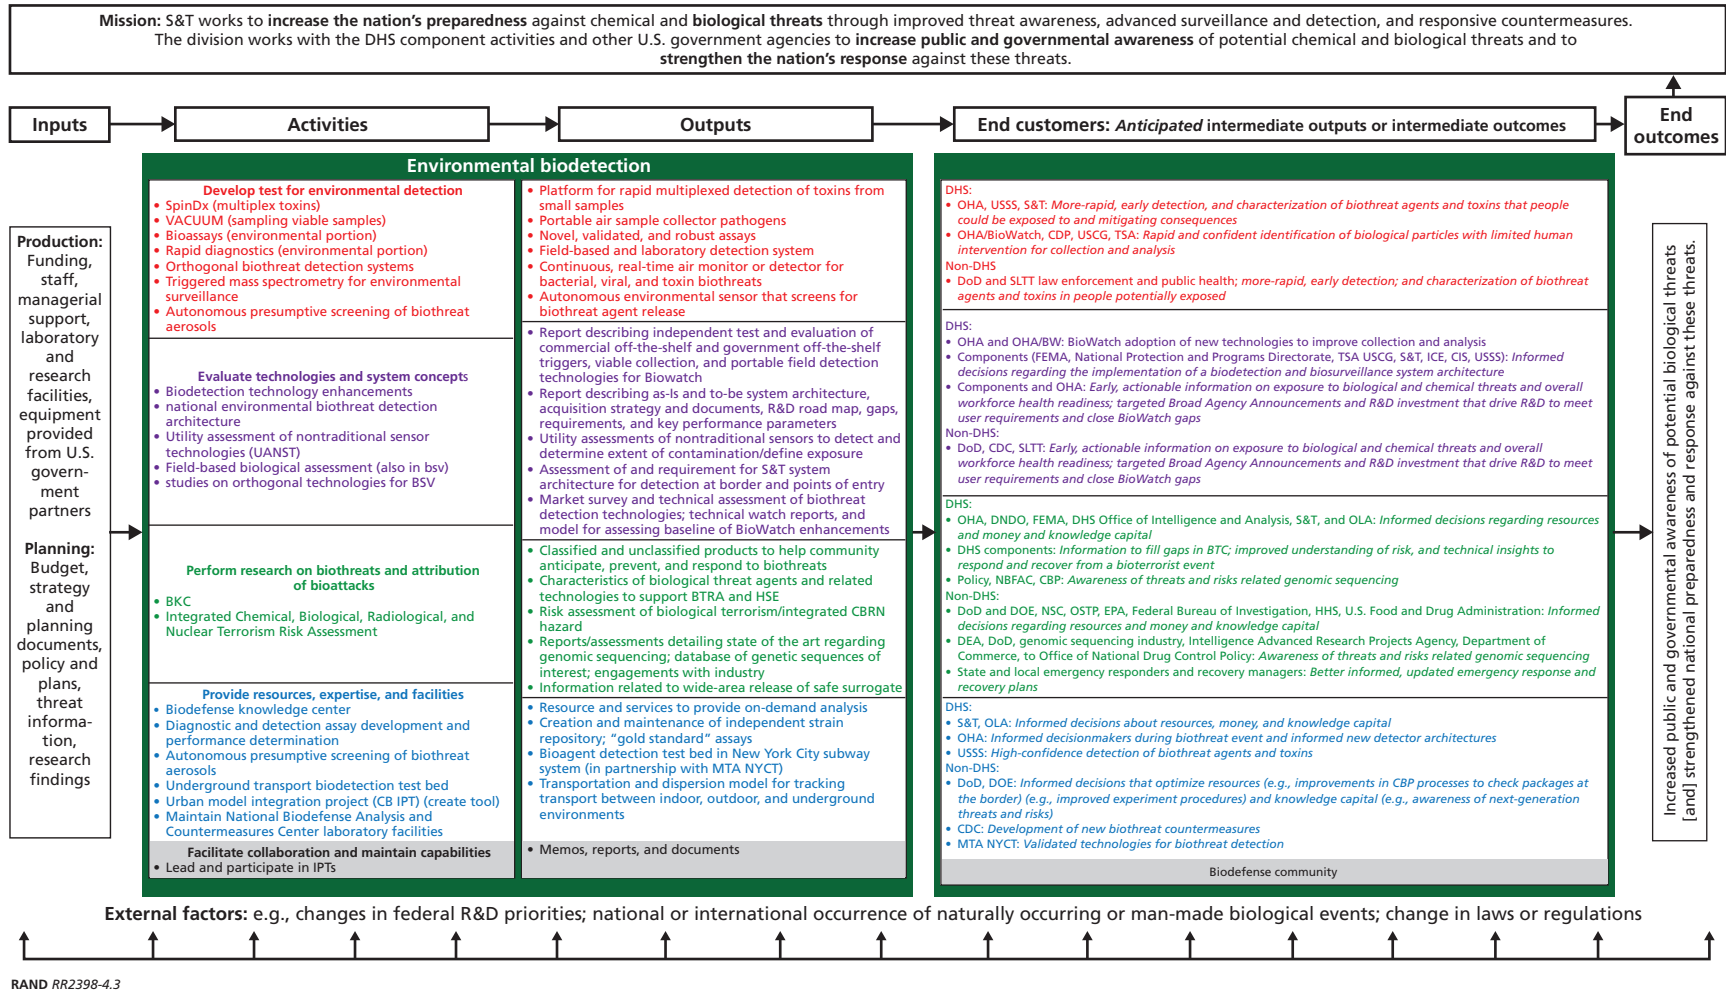 Mission: S&T works to increase the nation's preparedness against chemical and biological threats through improved threat awareness, advanced surveillance and detection, and responsive countermeasures.
The division works with the DHS component activities and other U.S. government agencies to increase public and governmental awareness of potential chemical and biological threats and to
strengthen the nation's response against these threats.
Inputs
Activities
Outputs
End customers: Anticipated intermediate outputs or intermediate outcomes
End
outcomes
Production:
Funding,
staff,
managerial
support,
laboratory
and
research
facilities,
equipment
provided
from U.S.
govern-
ment
partners
Planning:
Budget,
strategy
and
planning
documents,
policy and
plans,
threat
informa-
tion,
research
findings
Environmental biodetection
Develop test for environmental detection
• SpinDx (multiplex toxins)
• VACUUM (sampling viable samples)
• Bioassays (environmental portion)
• Rapid diagnostics (environmental portion)
• Orthogonal biothreat detection systems
• Triggered mass spectrometry for environmental
surveillance
• Autonomous presumptive screening of biothreat
aerosols
Evaluate technologies and system concepts
• Biodetection technology enhancements
• national environmental biothreat detection
architecture
• Utility assessment of nontraditional sensor
technologies (UANST)
• Field-based biological assessment (also in bsv)
• studies on orthogonal technologies for BSV
Perform research on biothreats and attribution
of bioattacks
• BKC
• Integrated Chemical, Biological, Radiological, and
Nuclear Terrorism Risk Assessment
Provide resources, expertise, and facilities
• Biodefense knowledge center
• Diagnostic and detection assay development and
performance determination
• Autonomous presumptive screening of biothreat
aerosols
• Underground transport biodetection test bed
• Urban model integration project (CB IPT) (create tool)
• Maintain National Biodefense Analysis and
Countermeasures Center laboratory facilities
Facilitate collaboration and maintain capabilities
• Lead and participate in IPTs
• Platform for rapid multiplexed detection of toxins from
small samples
• Portable air sample collector pathogens
• Novel, validated, and robust assays
• Field-based and laboratory detection system
• Continuous, real-time air monitor or detector for
bacterial, viral, and toxin biothreats
• Autonomous environmental sensor that screens for
biothreat agent release
• Report describing independent test and evaluation of
commercial off-the-shelf and government off-the-shelf
triggers, viable collection, and portable field detection
technologies for Biowatch
• Report describing as-Is and to-be system architecture,
acquisition strategy and documents, R&D road map, gaps,
requirements, and key performance parameters
• Utility assessments of nontraditional sensors to detect and
determine extent of contamination/define exposure
• Assessment of and requirement for S&T system
architecture for detection at border and points of entry
• Market survey and technical assessment of biothreat
detection technologies; technical watch reports, and
model for assessing baseline of BioWatch enhancements
• Classified and unclassified products to help community
anticipate, prevent, and respond to biothreats
• Characteristics of biological threat agents and related
technologies to support BTRA and HSE
• Risk assessment of biological terrorism/integrated CBRN
hazard
• Reports/assessments detailing state of the art regarding
genomic sequencing; database of genetic sequences of
interest; engagements with industry
• Information related to wide-area release of safe surrogate
• Resource and services to provide on-demand analysis
• Creation and maintenance of independent strain
repository; "gold standard" assays
• Bioagent detection test bed in New York City subway
system (in partnership with MTA NYCT)
• Transportation and dispersion model for tracking
transport between indoor, outdoor, and underground
environments
• Memos, reports, and documents
DHS:
• OHA, USSS, S&T: More-rapid, early detection, and characterization of biothreat agents and toxins that people
could be exposed to and mitigating consequences
• OHA/BioWatch, CDP, USCG, TSA: Rapid and confident identification of biological particles with limited human
intervention for collection and analysis
Non-DHS
• DoD and SLTT law enforcement and public health; more-rapid, early detection; and characterization of biothreat
agents and toxins in people potentially exposed
DHS:
• OHA and OHA/BW: BioWatch adoption of new technologies to improve collection and analysis
• Components (FEMA, National Protection and Programs Directorate, TSA USCG, S&T, ICE, CIS, USSS): Informed
decisions regarding the implementation of a biodetection and biosurveillance system architecture
• Components and OHA: Early, actionable information on exposure to biological and chemical threats and overall
workforce health readiness; targeted Broad Agency Announcements and R&D investment that drive R&D to meet
user requirements and close BioWatch gaps
Non-DHS:
• DoD, CDC, SLTT: Early, actionable information on exposure to biological and chemical threats and overall
workforce health readiness; targeted Broad Agency Announcements and R&D investment that drive R&D to meet
user requirements and close BioWatch gaps
DHS:
• OHA, DNDO, FEMA, DHS Office of Intelligence and Analysis, S&T, and OLA: Informed decisions regarding resources
and money and knowledge capital
• DHS components: Information to fill gaps in BTC; improved understanding of risk, and technical insights to
respond and recover from a bioterrorist event
• Policy, NBFAC, CBP: Awareness of threats and risks related genomic sequencing
Non-DHS:
• DoD and DOE, NSC, OSTP, EPA, Federal Bureau of Investigation, HHS, U.S. Food and Drug Administration: Informed
decisions regarding resources and money and knowledge capital
• DEA, DoD, genomic sequencing industry, Intelligence Advanced Research Projects Agency, Department of
Commerce, to Office of National Drug Control Policy: Awareness of threats and risks related genomic sequencing
• State and local emergency responders and recovery managers: Better informed, updated emergency response and
recovery plans
DHS:
• S&T, OLA: Informed decisions about resources, money, and knowledge capital
• OHA: Informed decisionmakers during biothreat event and informed new detector architectures
• USSS: High-confidence detection of biothreat agents and toxins
Non-DHS:
• DoD, DOE: Informed decisions that optimize resources (e.g., improvements in CBP processes to check packages at
the border) (e.g., improved experiment procedures) and knowledge capital (e.g., awareness of next-generation
threats and risks)
• CDC: Development of new biothreat countermeasures
• MTA NYCT: Validated technologies for biothreat detection
Biodefense community
Increased public and governmental awareness of potential biological threats
[and] strengthened national preparedness and response against these threats.
External factors: e.g., changes in federal R&D priorities; national or international occurrence of naturally occurring or man-made biological events; change in laws or regulations
RAND RR2398-4.3